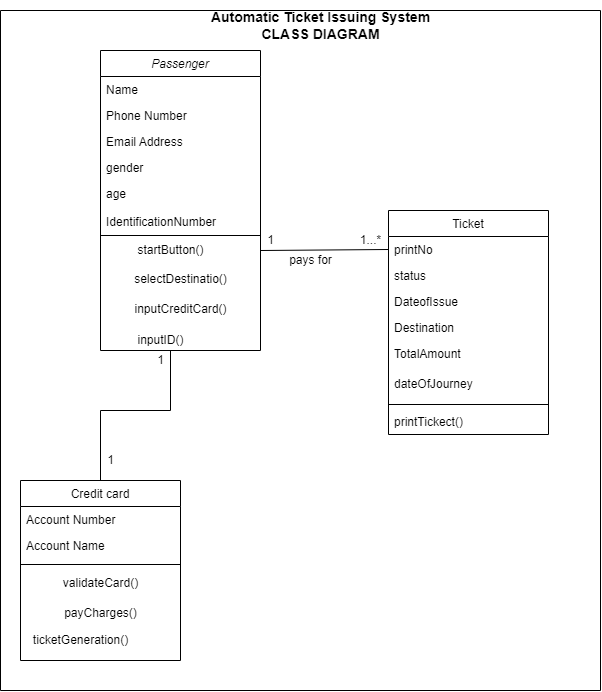 Automatic Ticket Issuing System
CLASS DIAGRAM
Passenger
Name
Phone Number
Email Address
gender
age
IdentificationNumber
startButton()
selectDestinatio()
inputCreditCard()
inputID()
1
1...*
pays for
Ticket
printNo
status
DateofIssue
Destination
TotalAmount
dateOfJourney
printTickect()
1
1
Credit card
Account Number
Account Name
validateCard()
payCharges()
ticketGeneration()